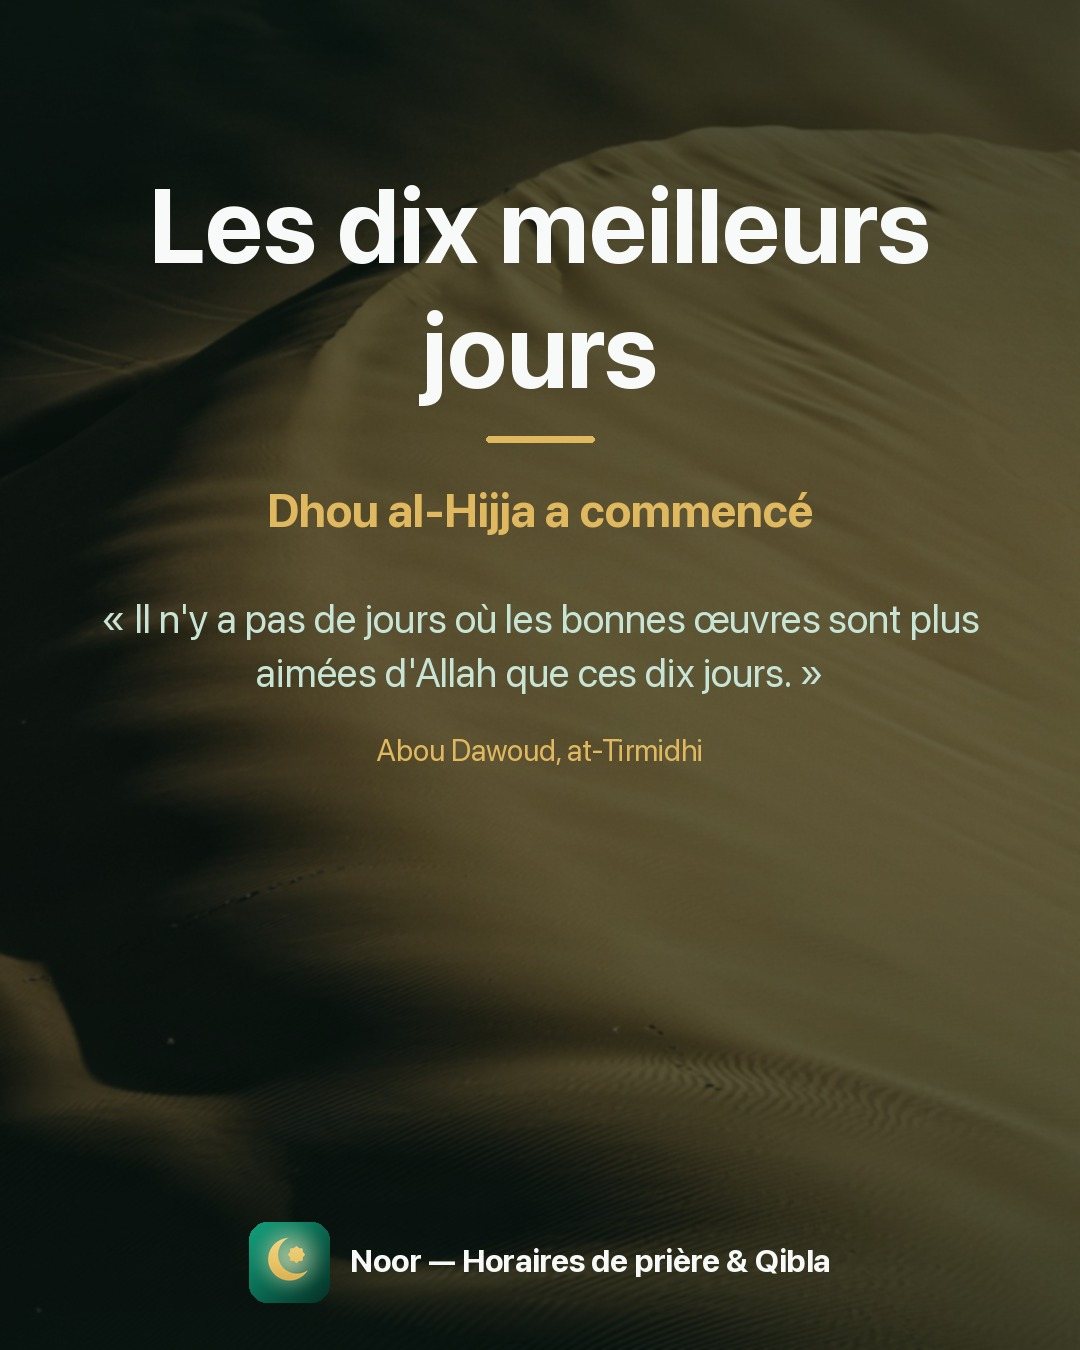 Les dix meilleurs
jours
Dhou al-Hijja a commencé
« Il n'y a pas de jours où les bonnes œuvres sont plus
aimées d'Allah que ces dix jours. »
Abou Dawoud, at-Tirmidhi
Noor — Horaires de prière & Qibla